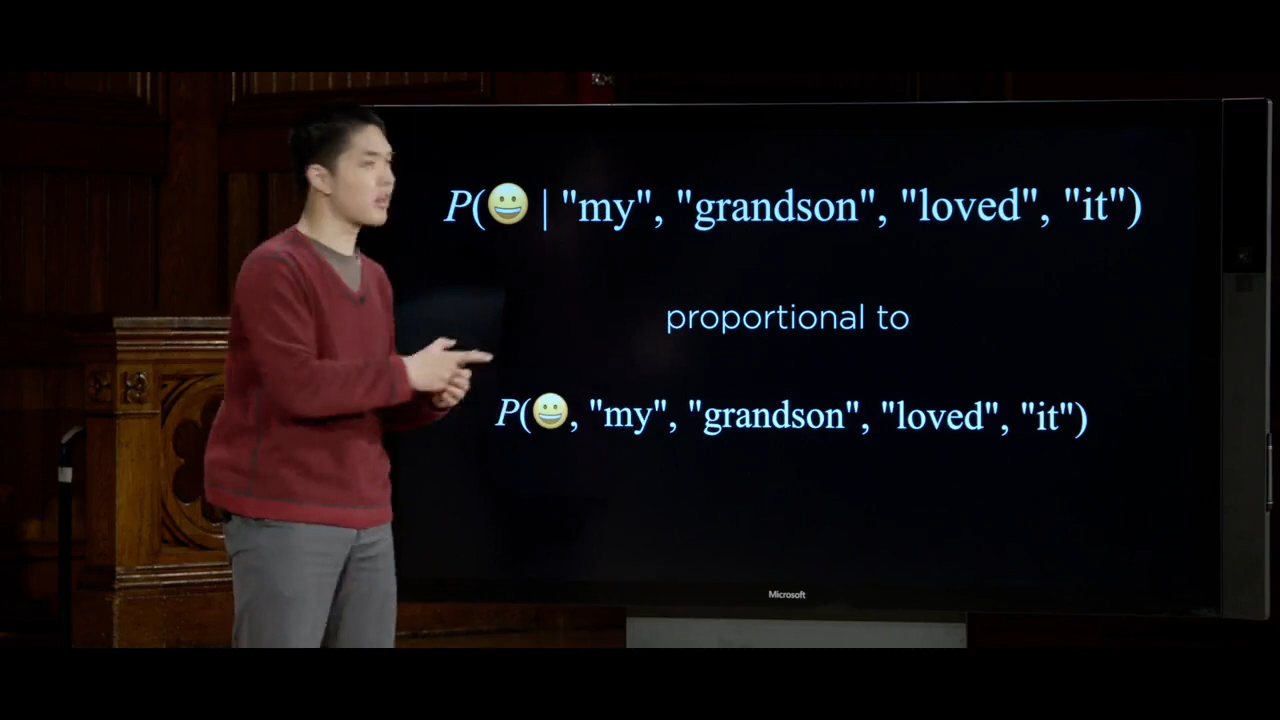 P(😀 | "my", "grandson", "loved", "it")
proportional to
P(😀, "my", "grandson", "loved", "it")
Microsoft